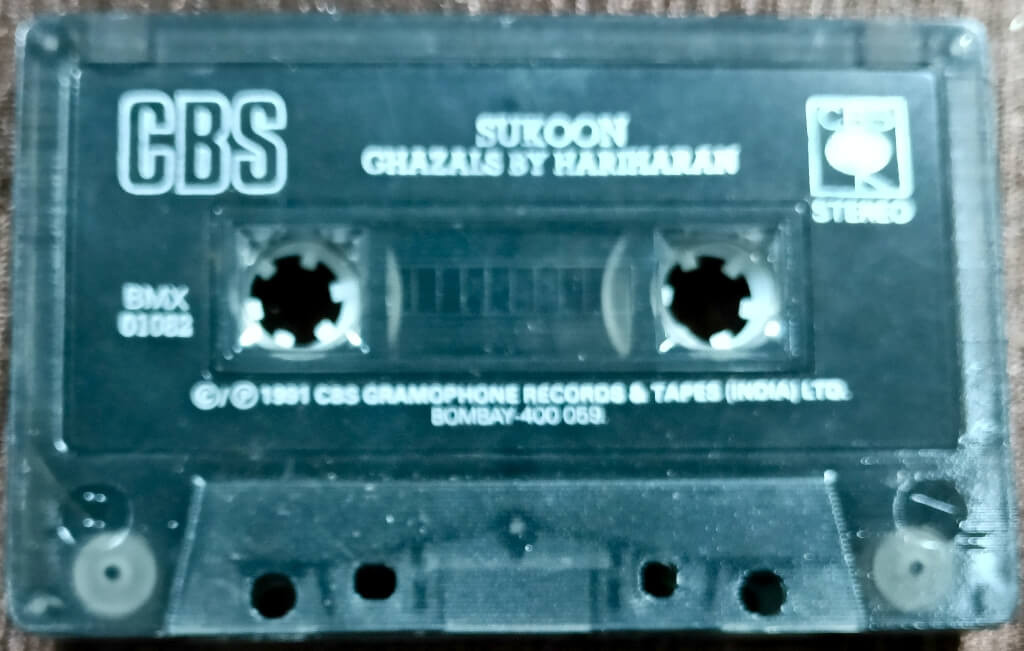 CBS
SUKOON
GHAZALS BY HARIHARAN
CBS
STEREO
BMX
01082
©/℗ 1991 CBS GRAMOPHONE RECORDS & TAPES (INDIA) LTD.
BOMBAY-400 059.